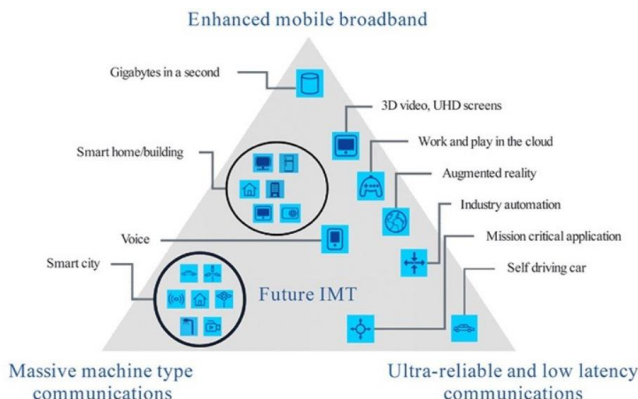 Enhanced mobile broadband
Gigabytes in a second
3D video, UHD screens
Work and play in the cloud
Smart home/building
Augmented reality
Industry automation
Voice
Mission critical application
Smart city
Self driving car
Future IMT
Massive machine type
communications
Ultra-reliable and low latency
communications